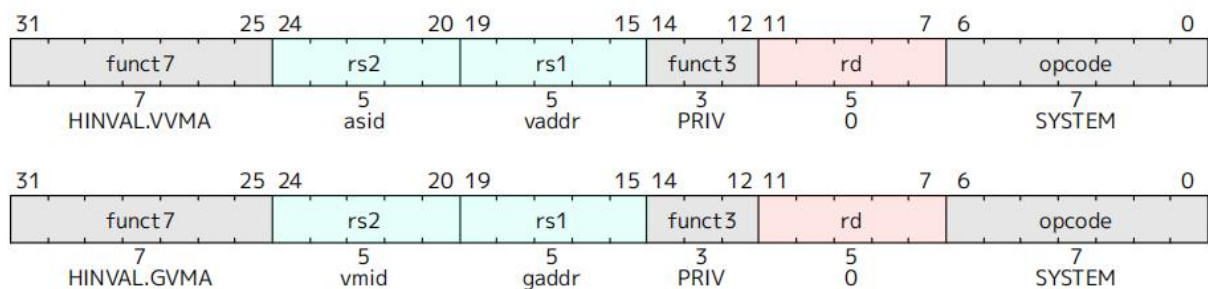 31 25 24 20 19 15 14 12 11 7 6 0
funct7 rs2 rs1 funct3 rd opcode
7 5 5 3 5 7
HINVAL.VVMA asid vaddr PRIV 0 SYSTEM
31 25 24 20 19 15 14 12 11 7 6 0
funct7 rs2 rs1 funct3 rd opcode
7 5 5 3 5 7
HINVAL.GVMA vmid gaddr PRIV 0 SYSTEM